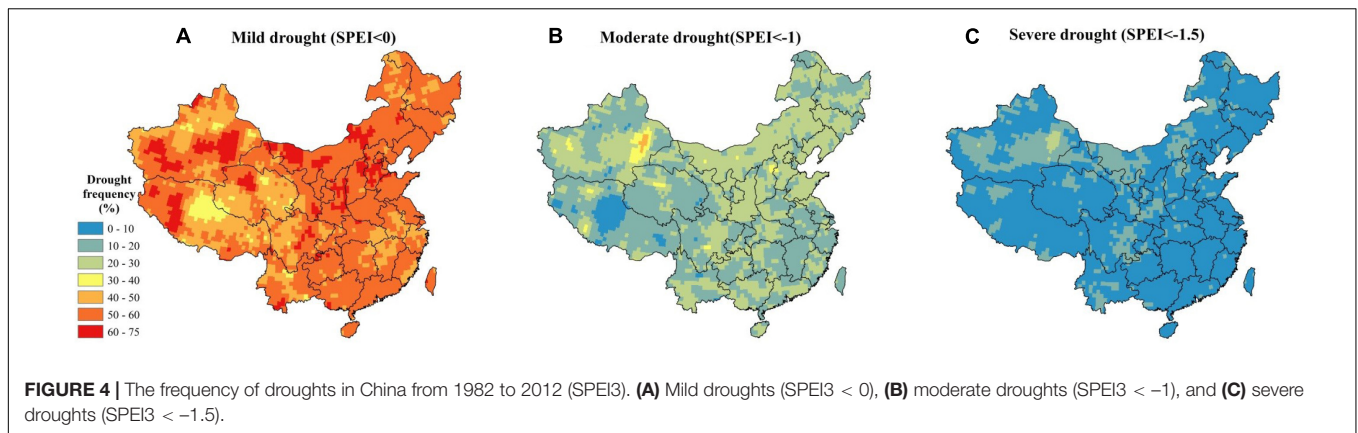 A Mild drought (SPEI<0)
B Moderate drought(SPEI<-1)
C Severe drought (SPEI<-1.5)
Drought
frequency
(%)
0 - 10
10 - 20
20 - 30
30 - 40
40 - 50
50 - 60
60 - 75
FIGURE 4 | The frequency of droughts in China from 1982 to 2012 (SPEI3). (A) Mild droughts (SPEI3 < 0), (B) moderate droughts (SPEI3 < –1), and (C) severe
droughts (SPEI3 < –1.5).